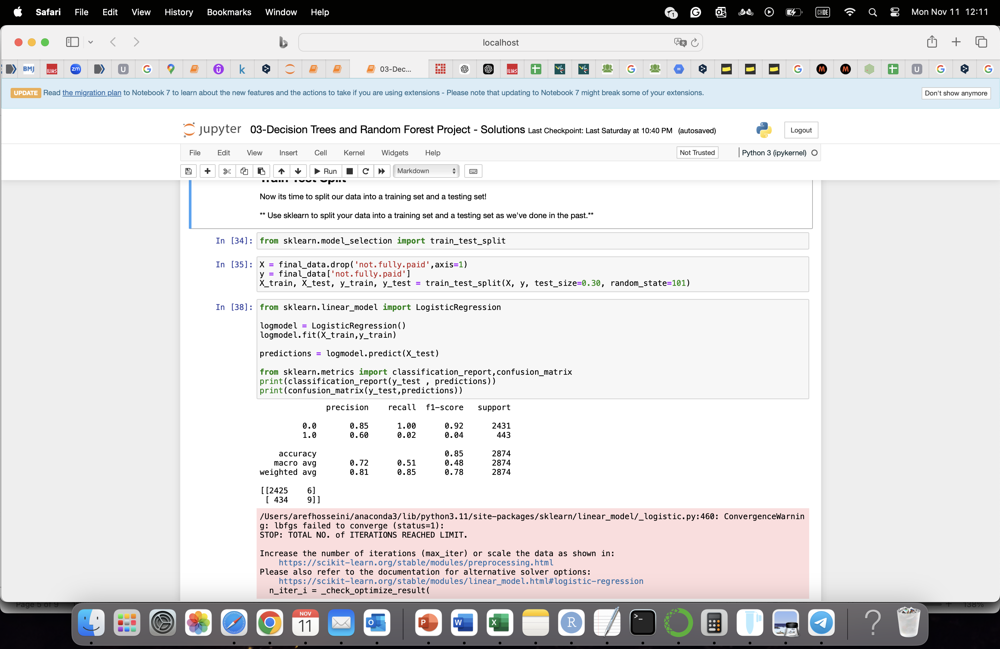 Safari File Edit View History Bookmarks Window Help 1 CHDE Mon Nov 11 12:11
localhost
BMJ ILIAS zm U G k 03-Dec... ILIAS G G M M U G G
UPDATE Read the migration plan to Notebook 7 to learn about the new features and the actions to take if you are using extensions - Please note that updating to Notebook 7 might break some of your extensions. Don't show anymore
jupyter 03-Decision Trees and Random Forest Project - Solutions Last Checkpoint: Last Saturday at 10:40 PM (autosaved) Logout
File Edit View Insert Cell Kernel Widgets Help Not Trusted Python 3 (ipykernel)
Run Markdown
Train Test Split
Now its time to split our data into a training set and a testing set!
** Use sklearn to split your data into a training set and a testing set as we've done in the past.**
In [34]: from sklearn.model_selection import train_test_split
In [35]: X = final_data.drop('not.fully.paid',axis=1)
y = final_data['not.fully.paid']
X_train, X_test, y_train, y_test = train_test_split(X, y, test_size=0.30, random_state=101)
In [38]: from sklearn.linear_model import LogisticRegression
logmodel = LogisticRegression()
logmodel.fit(X_train,y_train)
predictions = logmodel.predict(X_test)
from sklearn.metrics import classification_report,confusion_matrix
print(classification_report(y_test , predictions))
print(confusion_matrix(y_test,predictions))
precision recall f1-score support
0.0 0.85 1.00 0.92 2431
1.0 0.60 0.02 0.04 443
accuracy 0.85 2874
macro avg 0.72 0.51 0.48 2874
weighted avg 0.81 0.85 0.78 2874
[[2425 6]
[ 434 9]]
/Users/arefhosseini/anaconda3/lib/python3.11/site-packages/sklearn/linear_model/_logistic.py:460: ConvergenceWarnin
g: lbfgs failed to converge (status=1):
STOP: TOTAL NO. of ITERATIONS REACHED LIMIT.
Increase the number of iterations (max_iter) or scale the data as shown in:
https://scikit-learn.org/stable/modules/preprocessing.html
Please also refer to the documentation for alternative solver options:
https://scikit-learn.org/stable/modules/linear_model.html#logistic-regression
n_iter_i = _check_optimize_result(
Page 5 of 9 138%
NOV
11